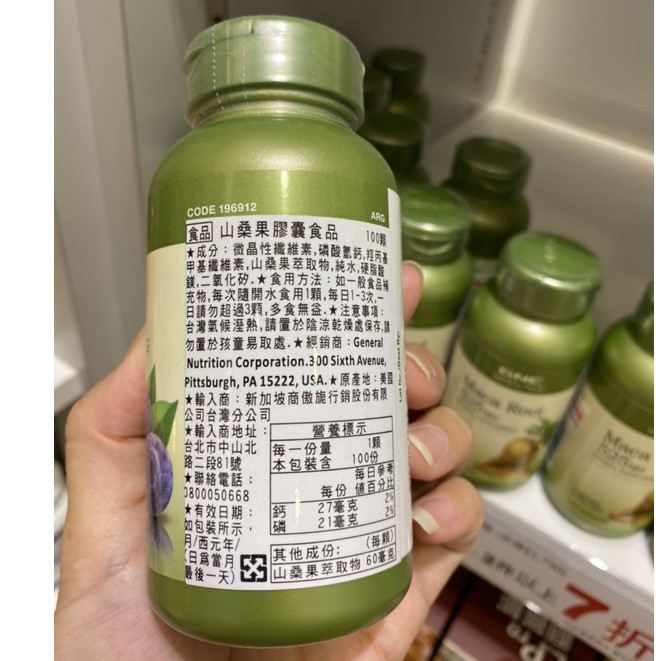 CODE 196912
ARG
食品 山桑果膠囊食品 100顆
★成分：微晶性纖維素,磷酸氫鈣,羥丙基
甲基纖維素,山桑果萃取物,純水,硬脂酸
鎂,二氧化矽.★食用方法：如一般食品補
充物,每次隨開水食用1顆,每日1-3次,一
日請勿超過3顆,多食無益.★注意事項：
台灣氣候溼熱,請置於陰涼乾燥處保存,請
勿置於孩童易取處.★經銷商：General
Nutrition Corporation.300 Sixth Avenue,
Pittsburgh, PA 15222, USA.★原產地：美國
★輸入商：新加坡商傲旎行銷股份有限
公司台灣分公司
★輸入商地址：
台北市中山北
路二段81號
★聯絡電話：
0800050668
★有效日期：
如包裝所示，
月/西元年/
(日爲當月
最後一天)
營養標示
每一份量 1顆
本包裝含 100份
每份 每日參考值百分比
鈣 27毫克 2%
磷 21毫克 2%
其他成份： (每顆)
山桑果萃取物 60毫克
GNC
Maca Root
Maca
7折